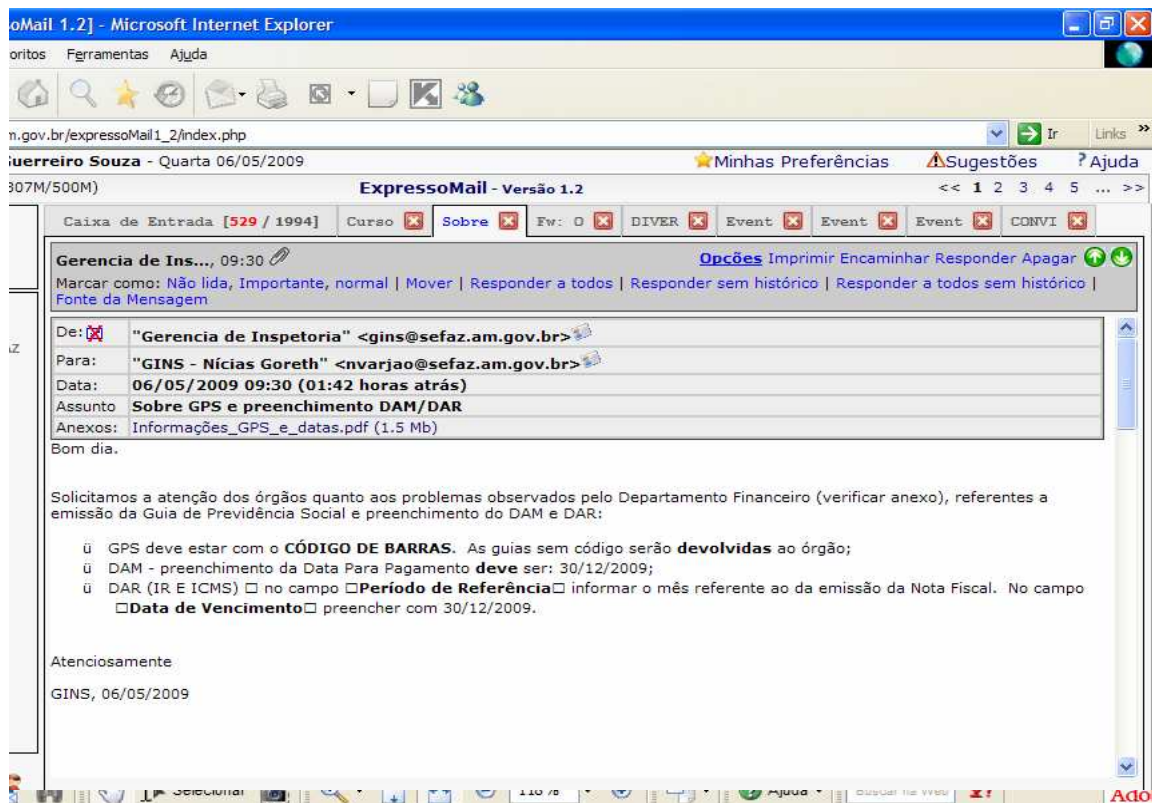 oMail 1.2] - Microsoft Internet Explorer
oritos Ferramentas Ajuda
m.gov.br/expressoMail1_2/index.php Ir Links »
Guerreiro Souza - Quarta 06/05/2009 Minhas Preferências Sugestões ? Ajuda
307M/500M) ExpressoMail - Versão 1.2 << 1 2 3 4 5 ... >>
Caixa de Entrada [529 / 1994] Curso Sobre Fw: O DIVER Event Event Event CONVI
Gerencia de Ins..., 09:30 Opções Imprimir Encaminhar Responder Apagar
Marcar como: Não lida, Importante, normal | Mover | Responder a todos | Responder sem histórico | Responder a todos sem histórico |
Fonte da Mensagem
De: "Gerencia de Inspetoria" <gins@sefaz.am.gov.br>
AZ
Para: "GINS - Nícias Goreth" <nvarjao@sefaz.am.gov.br>
Data: 06/05/2009 09:30 (01:42 horas atrás)
Assunto Sobre GPS e preenchimento DAM/DAR
Anexos: Informações_GPS_e_datas.pdf (1.5 Mb)
Bom dia.
Solicitamos a atenção dos órgãos quanto aos problemas observados pelo Departamento Financeiro (verificar anexo), referentes a
emissão da Guia de Previdência Social e preenchimento do DAM e DAR:
ü GPS deve estar com o CÓDIGO DE BARRAS. As guias sem código serão devolvidas ao órgão;
ü DAM - preenchimento da Data Para Pagamento deve ser: 30/12/2009;
ü DAR (IR E ICMS) □ no campo □Período de Referência□ informar o mês referente ao da emissão da Nota Fiscal. No campo
□Data de Vencimento□ preencher com 30/12/2009.
Atenciosamente
GINS, 06/05/2009
Selecionar 110% Ajuda Buscar na Web Ado